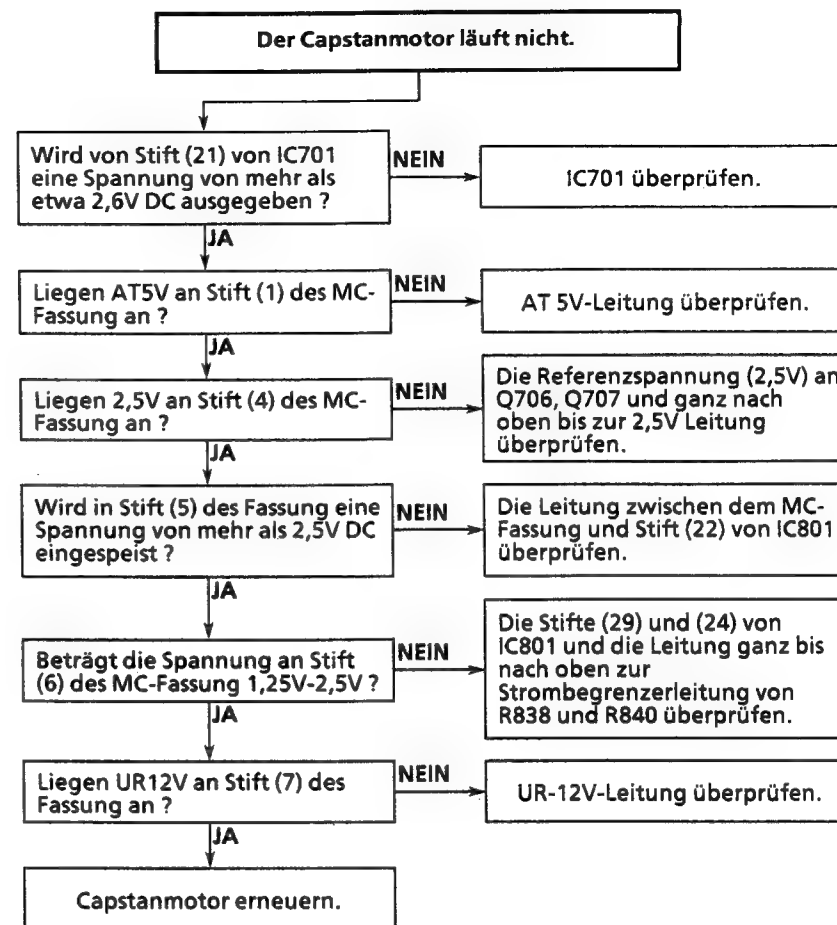 Der Capstanmotor läuft nicht.
Wird von Stift (21) von IC701
eine Spannung von mehr als
etwa 2,6V DC ausgegeben ?
NEIN
IC701 überprüfen.
JA
Liegen AT5V an Stift (1) des MC-
Fassung an ?
NEIN
AT 5V-Leitung überprüfen.
JA
Liegen 2,5V an Stift (4) des MC-
Fassung an ?
NEIN
Die Referenzspannung (2,5V) an
Q706, Q707 und ganz nach
oben bis zur 2,5V Leitung
überprüfen.
JA
Wird in Stift (5) des Fassung eine
Spannung von mehr als 2,5V DC
eingespeist ?
NEIN
Die Leitung zwischen dem MC-
Fassung und Stift (22) von IC801
überprüfen.
JA
Beträgt die Spannung an Stift
(6) des MC-Fassung 1,25V-2,5V ?
NEIN
Die Stifte (29) und (24) von
IC801 und die Leitung ganz bis
nach oben zur
Strombegrenzerleitung von
R838 und R840 überprüfen.
JA
Liegen UR12V an Stift (7) des
Fassung an ?
NEIN
UR-12V-Leitung überprüfen.
JA
Capstanmotor erneuern.